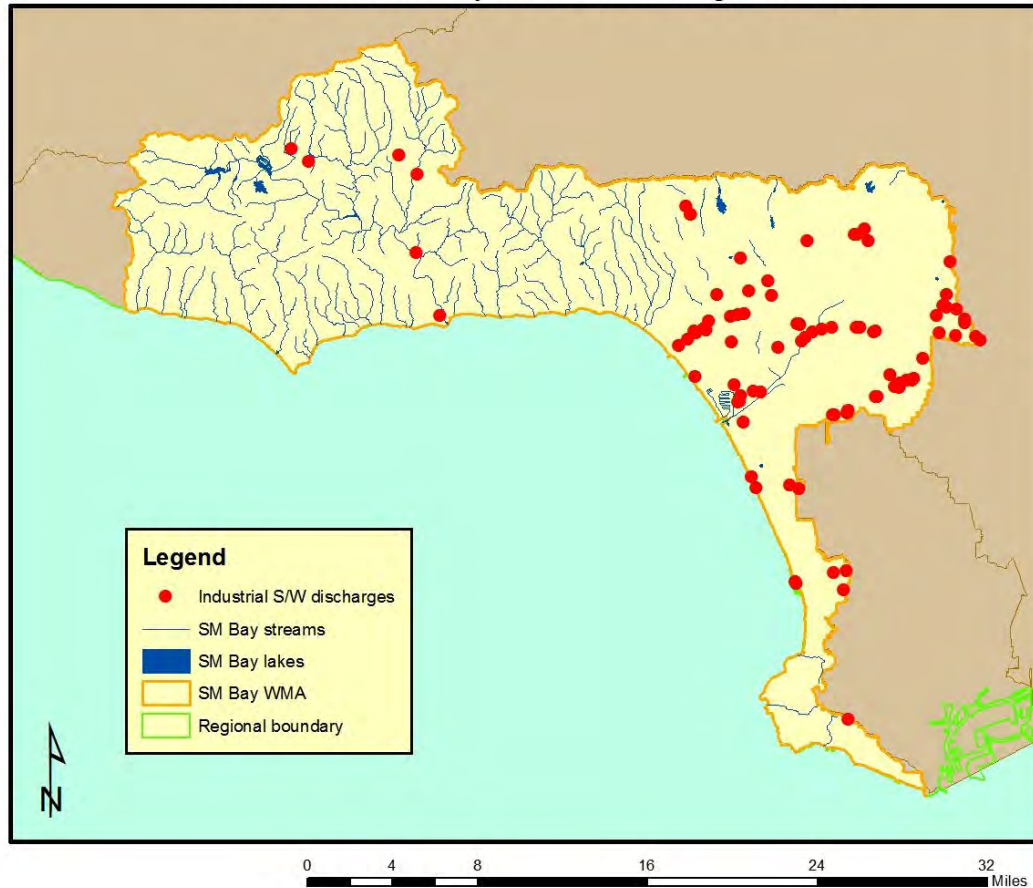 Legend
Industrial S/W discharges
SM Bay streams
SM Bay lakes
SM Bay WMA
Regional boundary
N
0 4 8 16 24 32
Miles